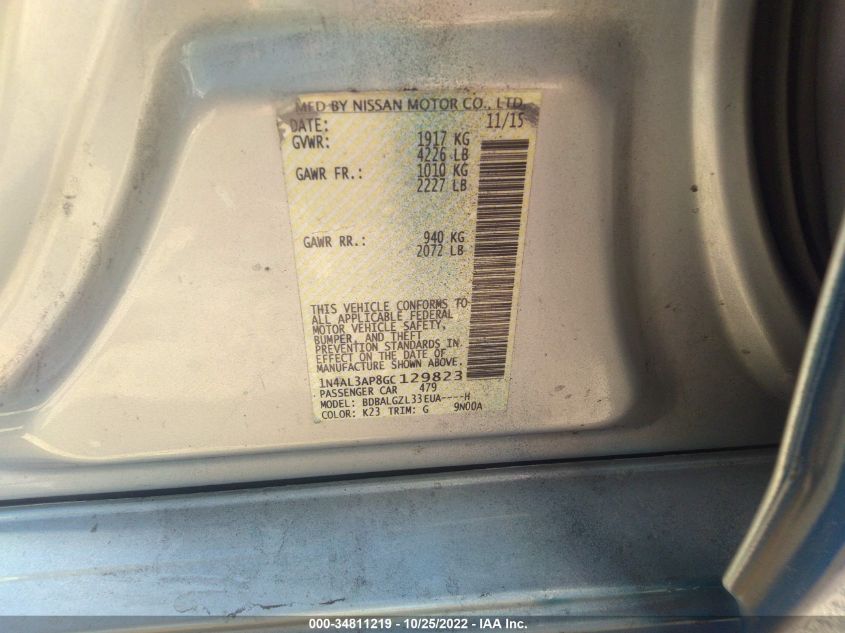 MFD BY NISSAN MOTOR CO., LTD.
DATE: 11/15
GVWR: 1917 KG
4226 LB
GAWR FR.: 1010 KG
2227 LB
GAWR RR.: 940 KG
2072 LB
THIS VEHICLE CONFORMS TO
ALL APPLICABLE FEDERAL
MOTOR VEHICLE SAFETY,
BUMPER, AND THEFT
PREVENTION STANDARDS IN
EFFECT ON THE DATE OF
MANUFACTURE SHOWN ABOVE.
1N4AL3AP8GC129823
PASSENGER CAR 479
MODEL: BDBALGZL33EUA----H
COLOR: K23 TRIM: G 9N00A
000-34811219 - 10/25/2022 - IAA Inc.